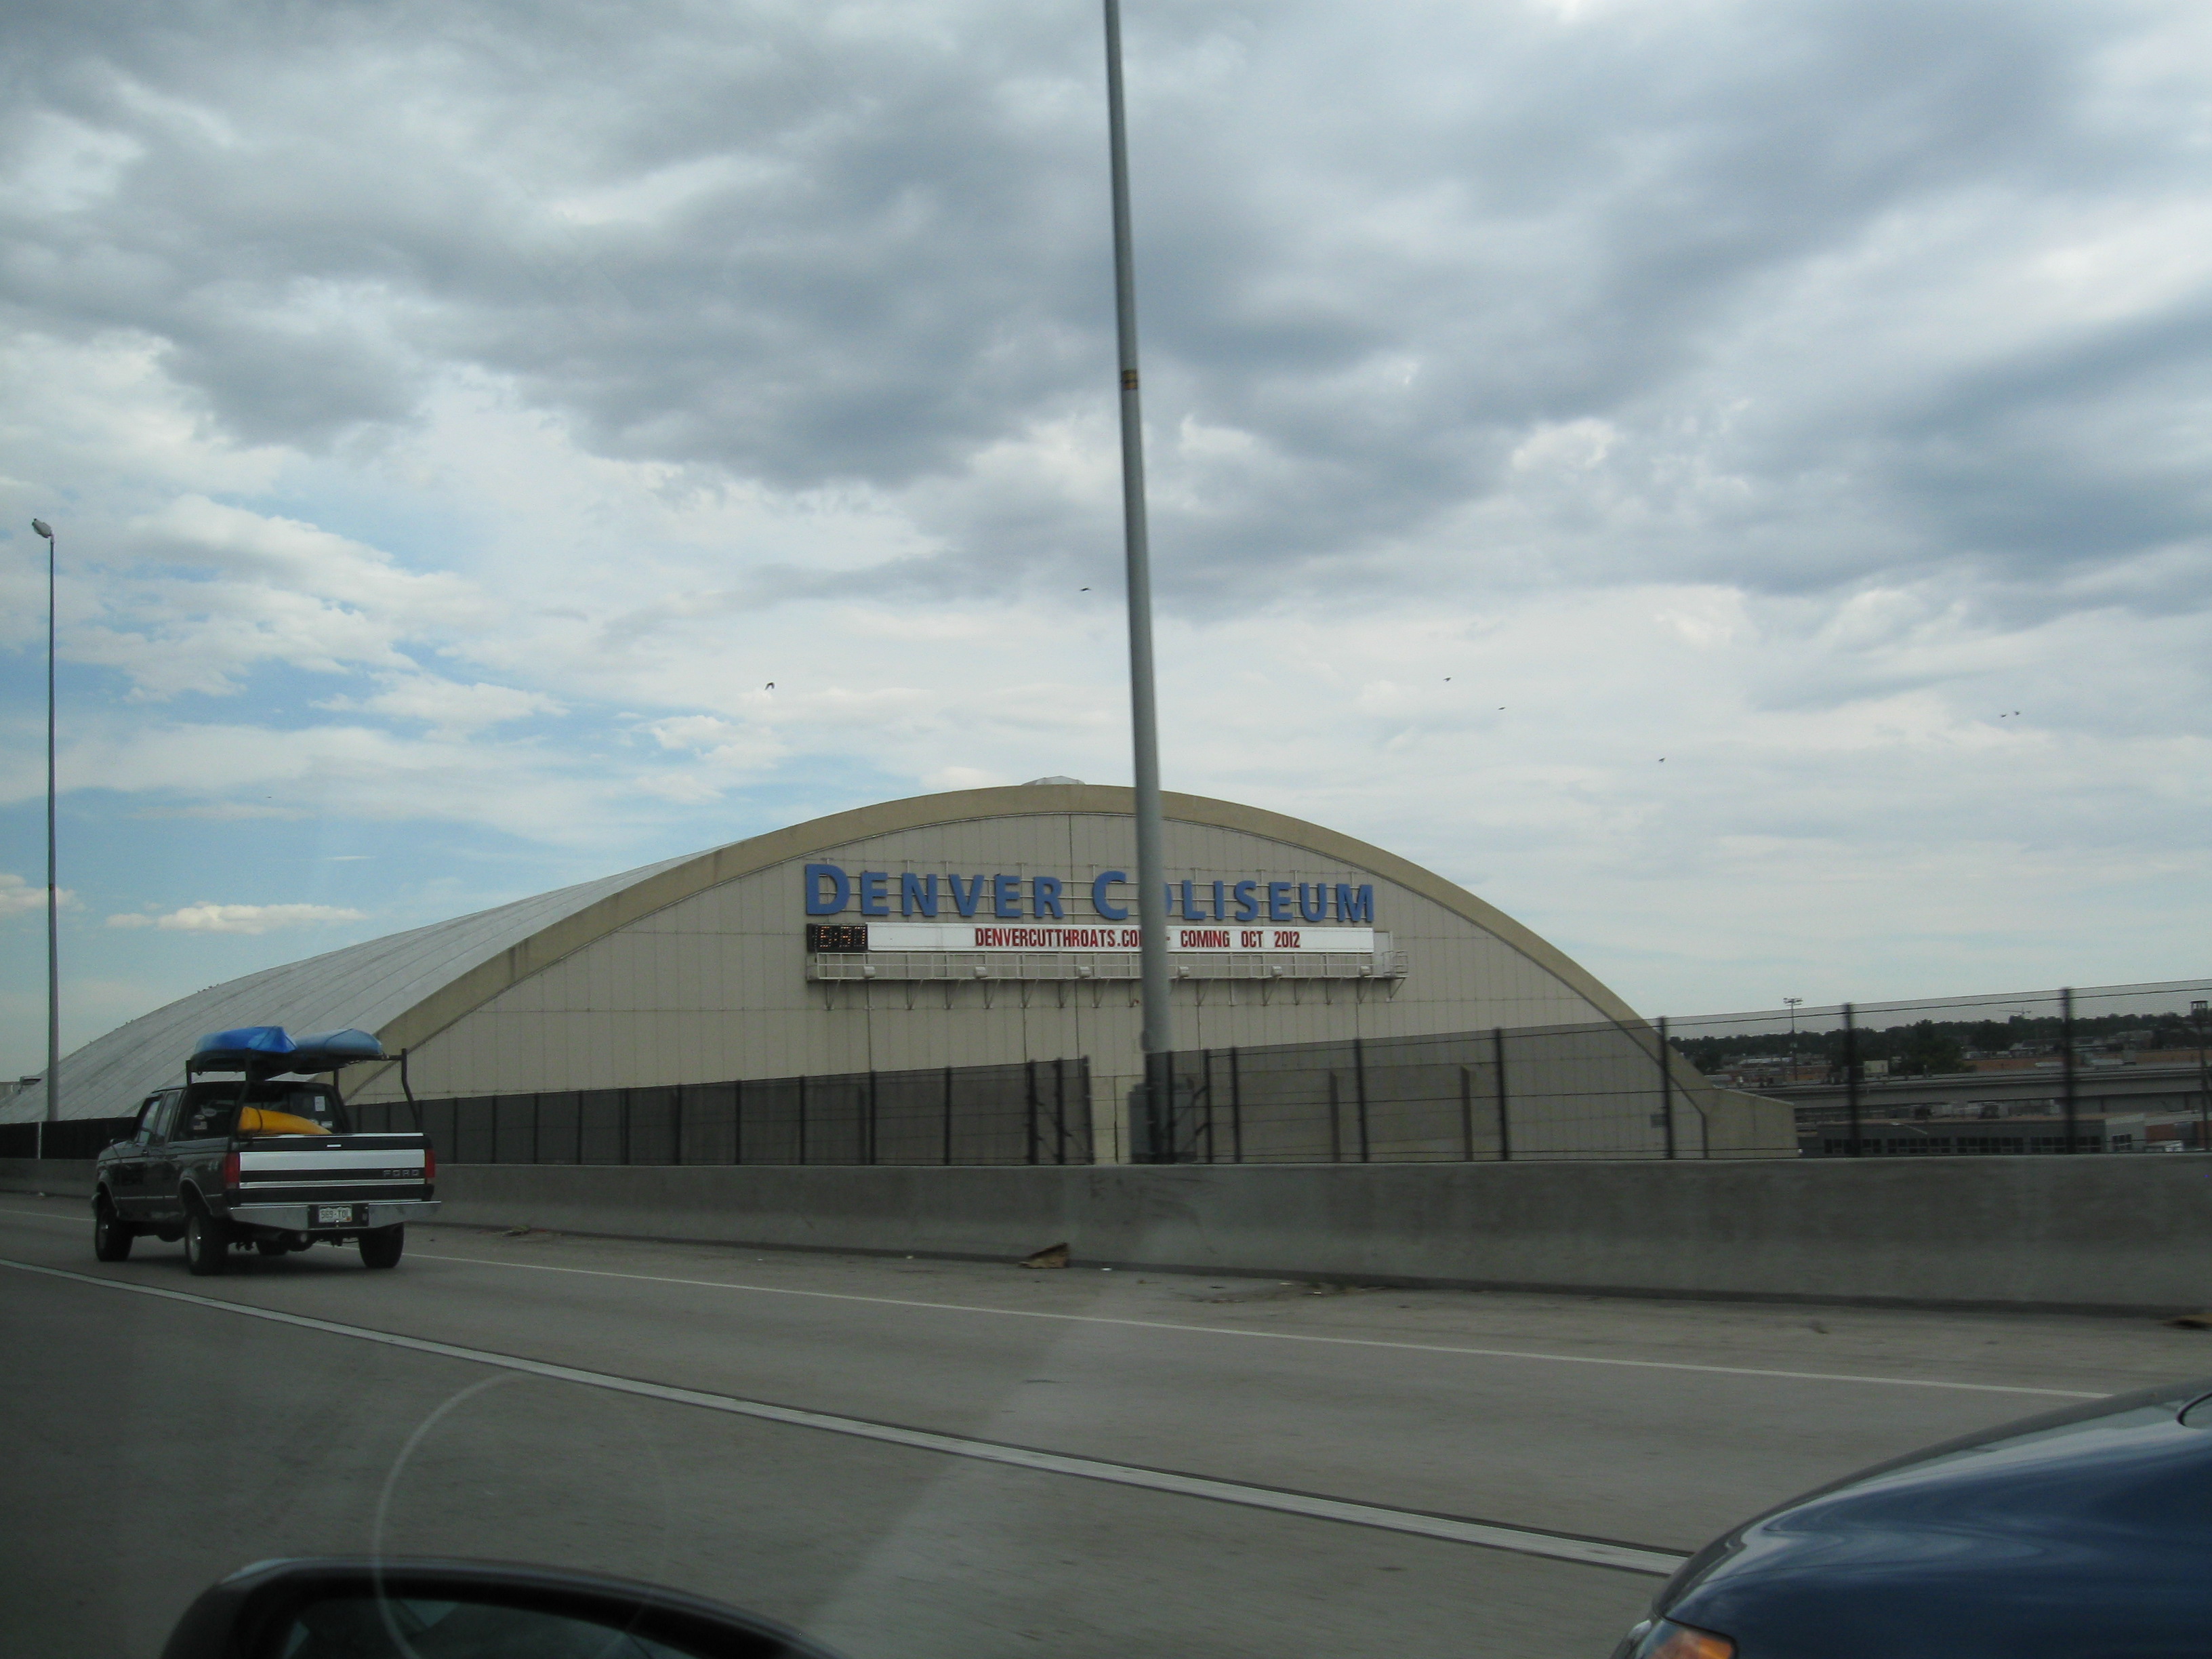 DENVER COLISEUM
DENVERCUTTHROATS.COM - COMING OCT 2012
FORD